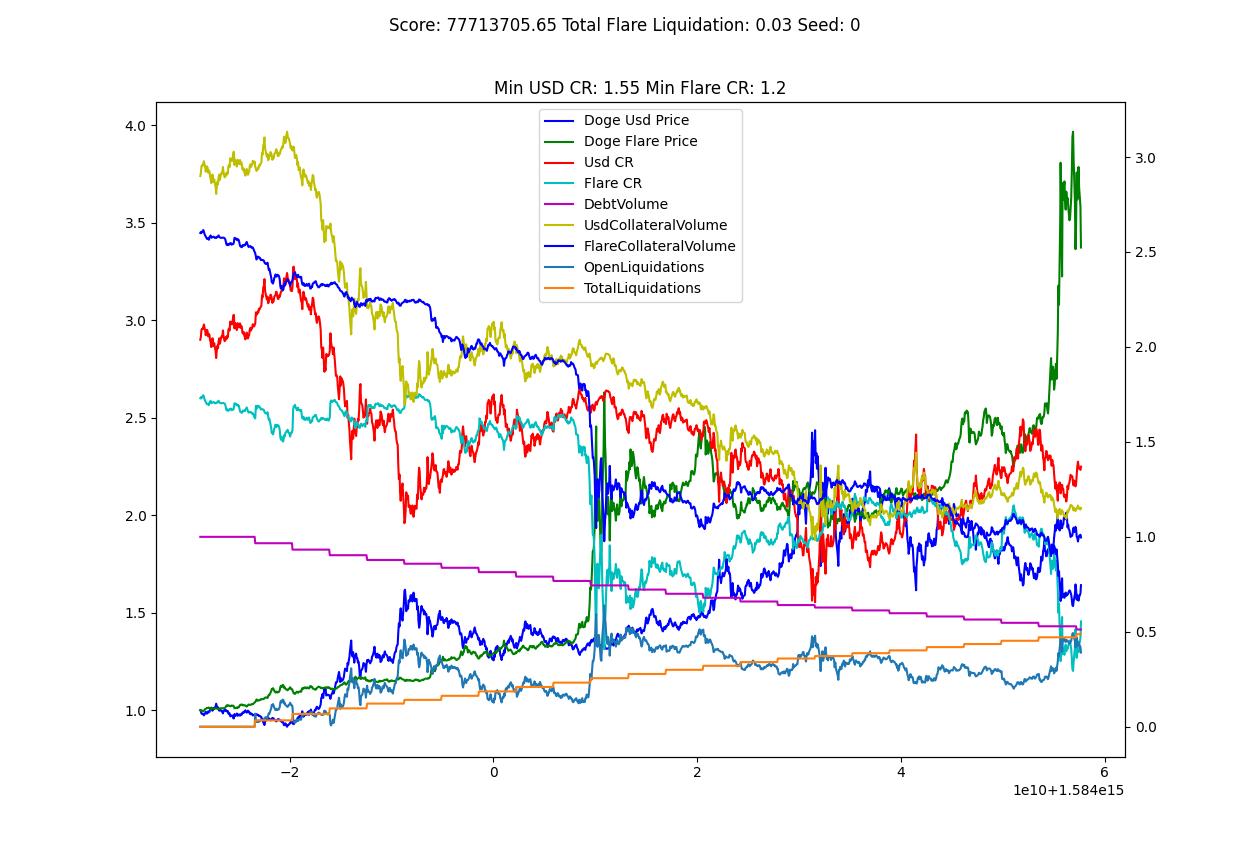 Score: 77713705.65 Total Flare Liquidation: 0.03 Seed: 0
Min USD CR: 1.55 Min Flare CR: 1.2
Doge Usd Price
Doge Flare Price
Usd CR
Flare CR
DebtVolume
UsdCollateralVolume
FlareCollateralVolume
OpenLiquidations
TotalLiquidations
4.0
3.5
3.0
2.5
2.0
1.5
1.0
3.0
2.5
2.0
1.5
1.0
0.5
0.0
−2
0
2
4
6
1e10+1.584e15